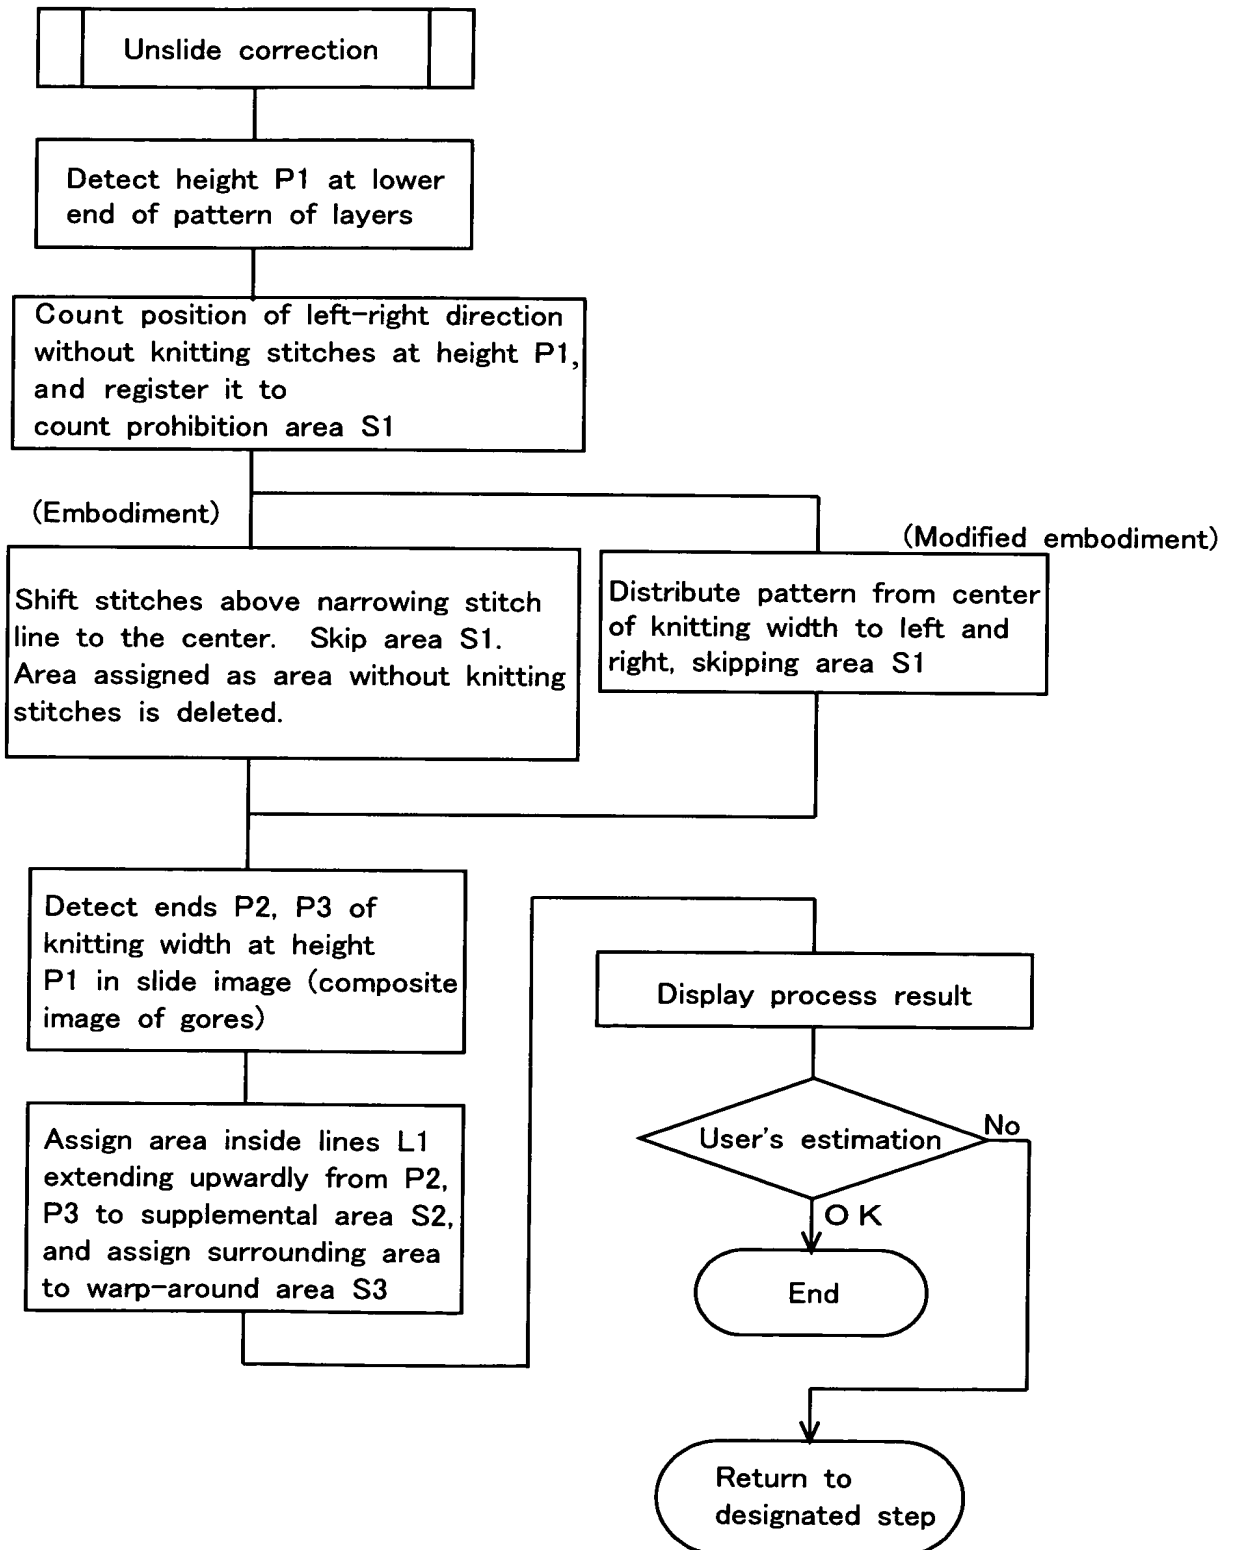 Unslide correction
Detect height P1 at lower
end of pattern of layers
Count position of left-right direction
without knitting stitches at height P1,
and register it to
count prohibition area S1
(Embodiment)
(Modified embodiment)
Shift stitches above narrowing stitch
line to the center. Skip area S1.
Area assigned as area without knitting
stitches is deleted.
Distribute pattern from center
of knitting width to left and
right, skipping area S1
Detect ends P2, P3 of
knitting width at height
P1 in slide image (composite
image of gores)
Assign area inside lines L1
extending upwardly from P2,
P3 to supplemental area S2,
and assign surrounding area
to warp-around area S3
Display process result
User's estimation
No
OK
End
Return to
designated step